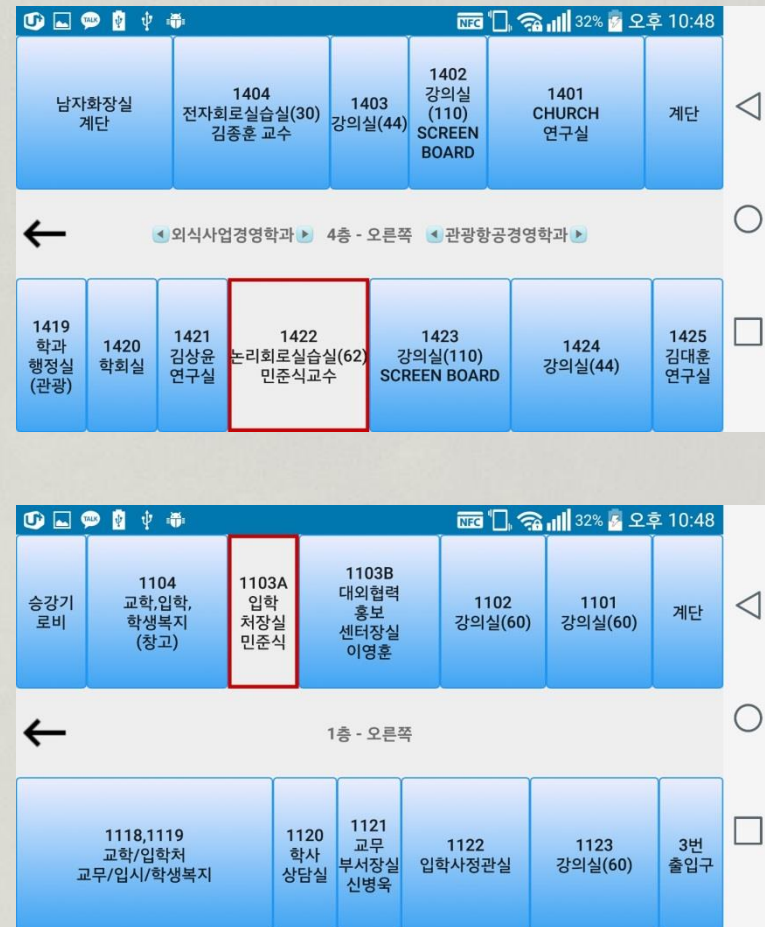 TALK
NFC 32% 오후 10:48
남자화장실
계단
1404
전자회로실습실(30)
김종훈 교수
1403
강의실(44)
1402
강의실
(110)
SCREEN
BOARD
1401
CHURCH
연구실
계단
외식사업경영학과 4층 - 오른쪽 관광항공경영학과
1419
학과
행정실
(관광)
1420
학회실
1421
김상윤
연구실
1422
논리회로실습실(62)
민준식교수
1423
강의실(110)
SCREEN BOARD
1424
강의실(44)
1425
김대훈
연구실
TALK
NFC 32% 오후 10:48
승강기
로비
1104
교학,입학,
학생복지
(창고)
1103A
입학
처장실
민준식
1103B
대외협력
홍보
센터장실
이영훈
1102
강의실(60)
1101
강의실(60)
계단
1층 - 오른쪽
1118,1119
교학/입학처
교무/입시/학생복지
1120
학사
상담실
1121
교무
부서장실
신병욱
1122
입학사정관실
1123
강의실(60)
3번
출입구